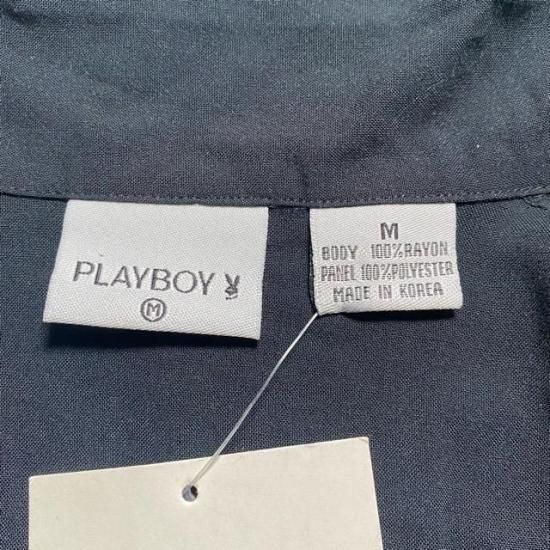 PLAYBOY
M
M
BODY 100%RAYON
PANEL 100%POLYESTER
MADE IN KOREA